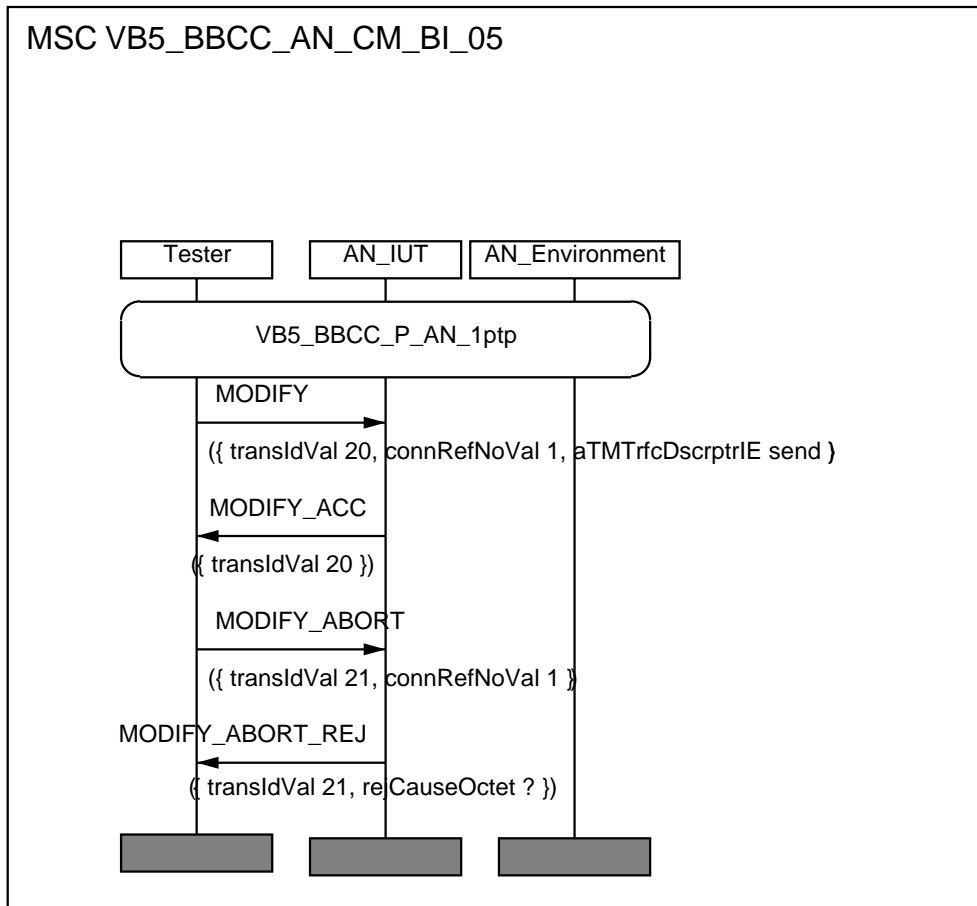 MSC VB5_BBCC_AN_CM_BI_05
Tester AN_IUT AN_Environment
VB5_BBCC_P_AN_1ptp
MODIFY
({ transIdVal 20, connRefNoVal 1, aTMTrfcDscrptrIE send })
MODIFY_ACC
({ transIdVal 20 })
MODIFY_ABORT
({ transIdVal 21, connRefNoVal 1 })
MODIFY_ABORT_REJ
({ transIdVal 21, rejCauseOctet ? })